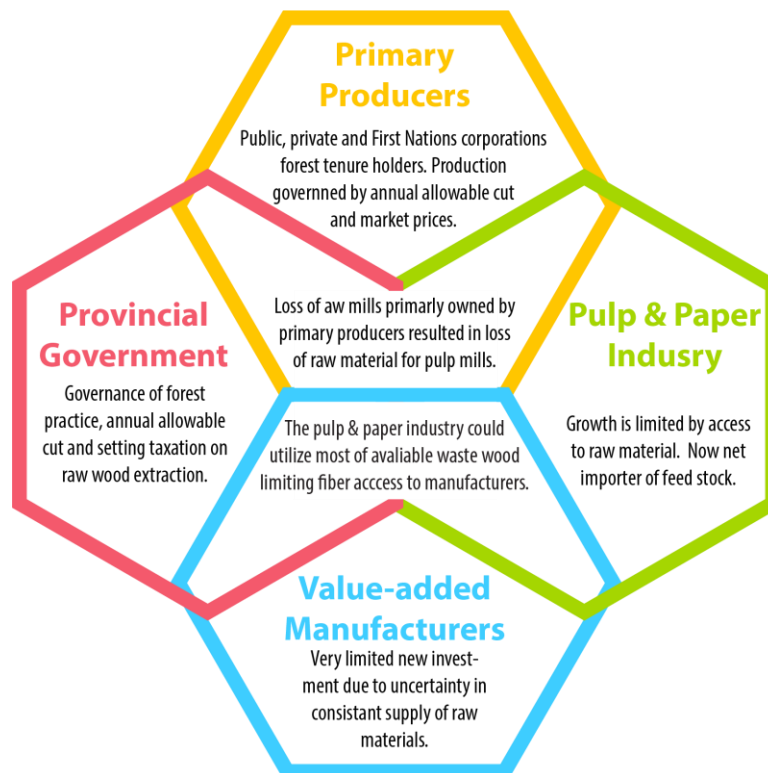 Primary
Producers
Public, private and First Nations corporations
forest tenure holders. Production
governned by annual allowable cut
and market prices.
Provincial
Government
Governance of forest
practice, annual allowable
cut and setting taxation on
raw wood extraction.
Loss of aw mills primarly owned by
primary producers resulted in loss
of raw material for pulp mills.
The pulp & paper industry could
utilize most of avaliable waste wood
limiting fiber acccess to manufacturers.
Pulp & Paper
Indusry
Growth is limited by access
to raw material. Now net
importer of feed stock.
Value-added
Manufacturers
Very limited new invest-
ment due to uncertainty in
consistant supply of raw
materials.